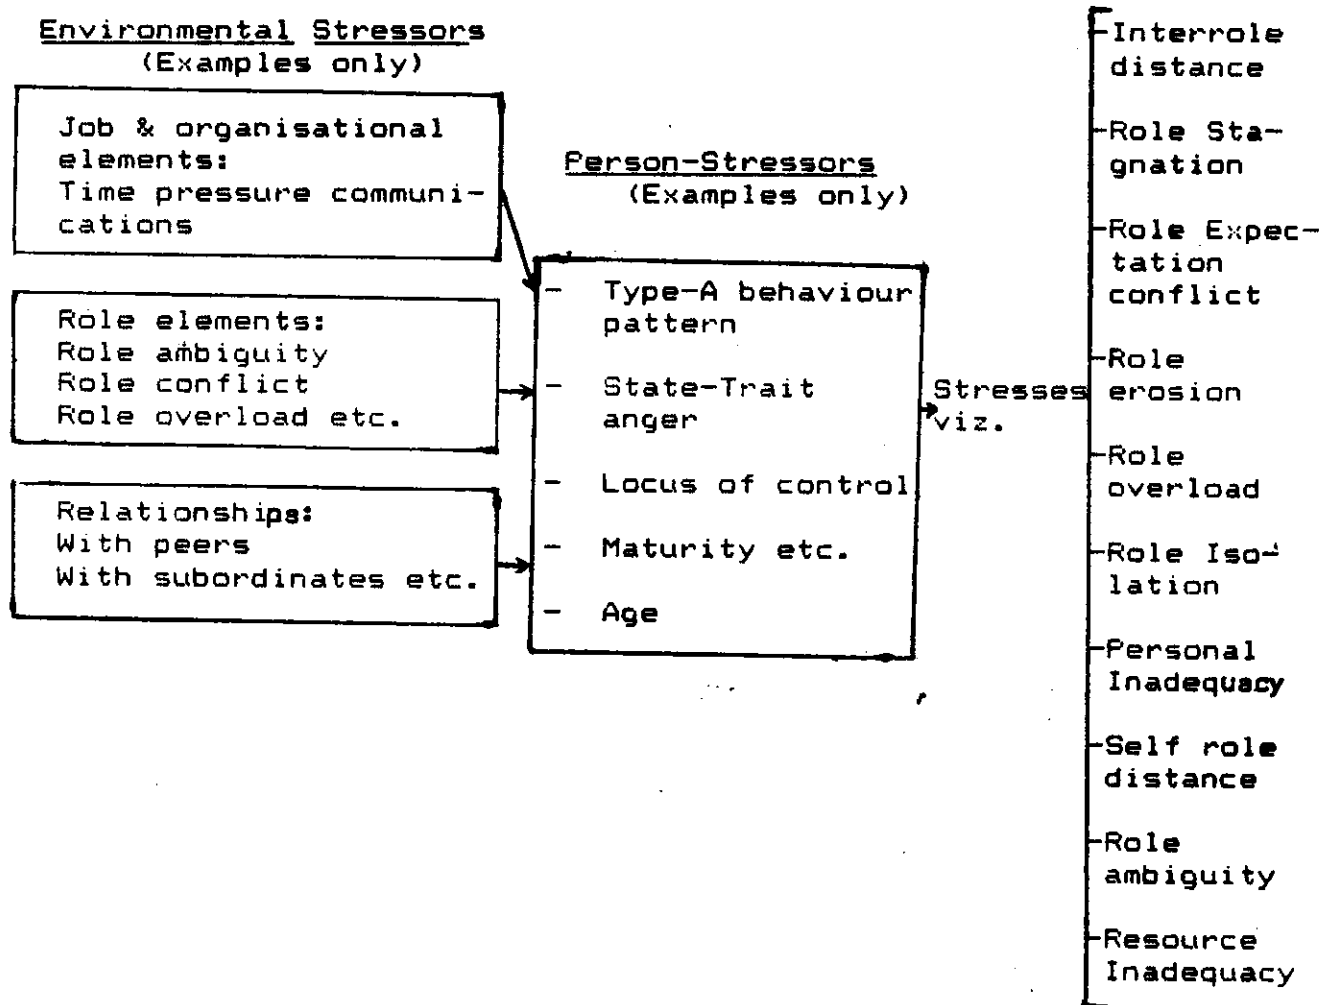 Environmental Stressors
(Examples only)
Job & organisational
elements:
Time pressure communi-
cations
Role elements:
Role ambiguity
Role conflict
Role overload etc.
Relationships:
With peers
With subordinates etc.
Person-Stressors
(Examples only)
- Type-A behaviour
pattern
- State-Trait
anger
- Locus of control
- Maturity etc.
- Age
Stresses
viz.
Interrole
distance
Role Sta-
gnation
Role Expec-
tation
conflict
Role
erosion
Role
overload
Role Iso-
lation
Personal
Inadequacy
Self role
distance
Role
ambiguity
Resource
Inadequacy